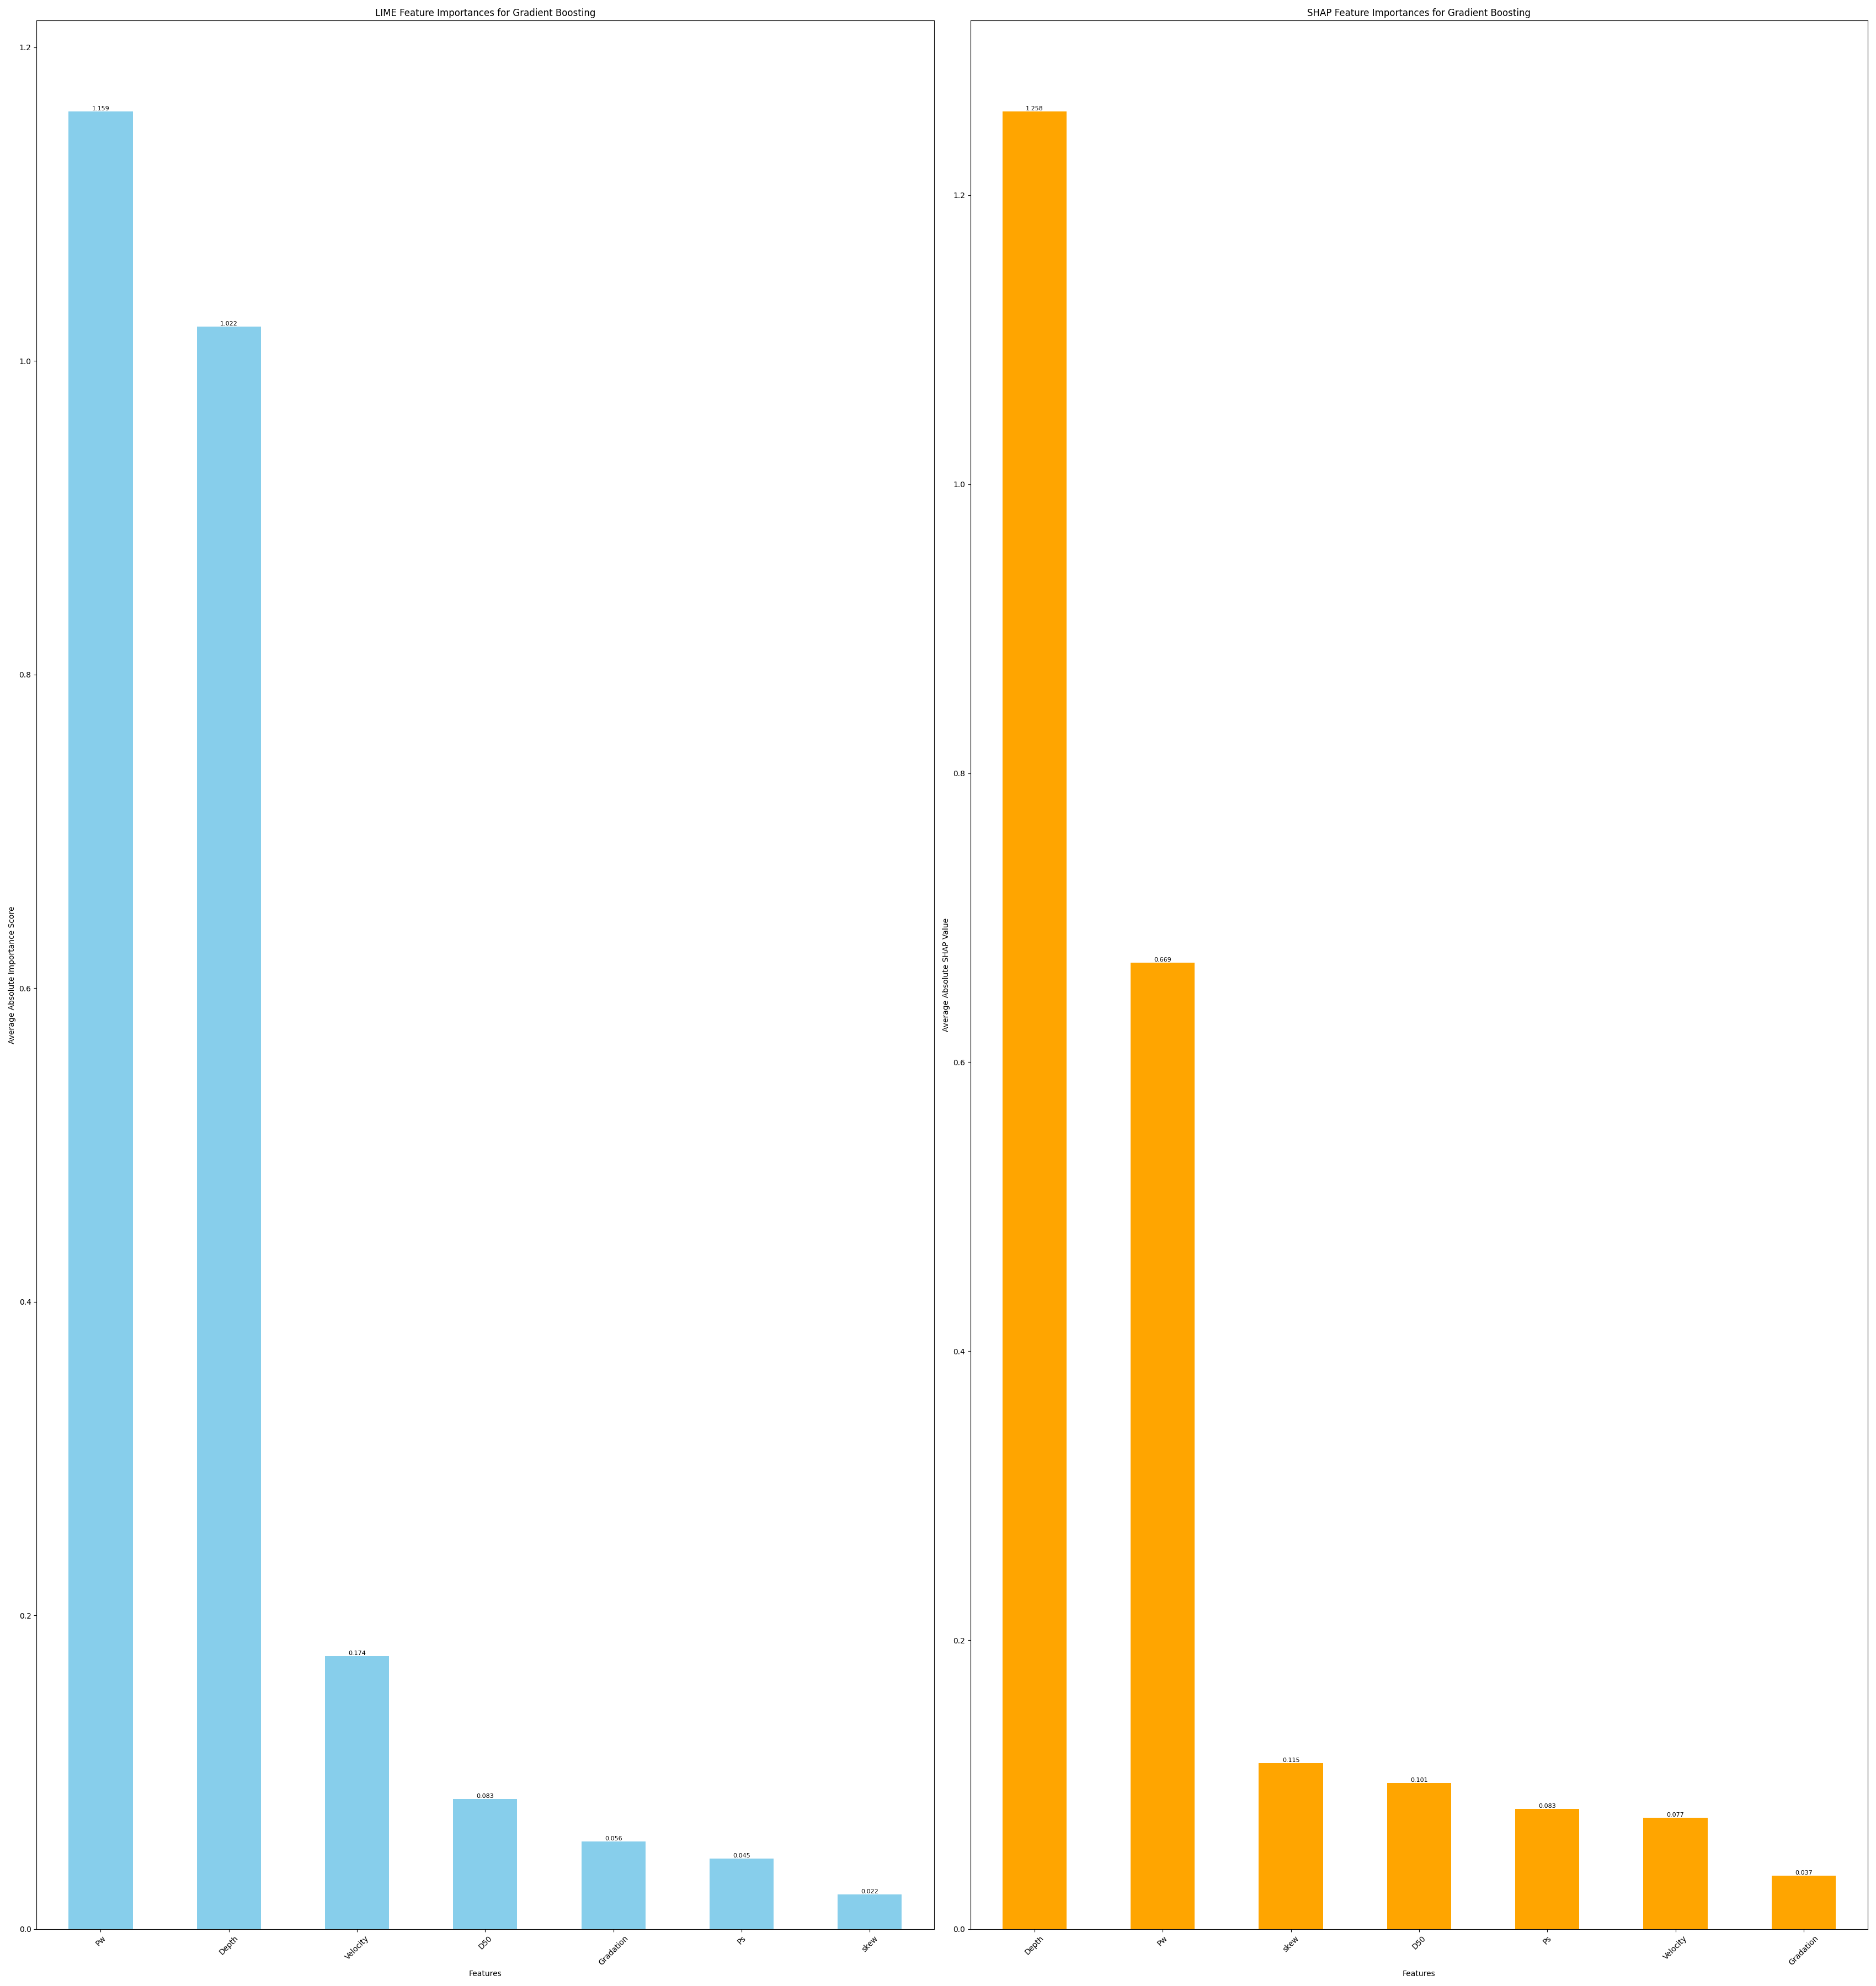 LIME Feature Importances for Gradient Boosting
Average Absolute Importance Score
1.2
1.0
0.8
0.6
0.4
0.2
0.0
1.159
1.022
0.174
0.083
0.056
0.045
0.022
Pw
Depth
Velocity
D50
Gradation
Ps
skew
Features
SHAP Feature Importances for Gradient Boosting
Average Absolute SHAP Value
1.2
1.0
0.8
0.6
0.4
0.2
0.0
1.258
0.669
0.115
0.101
0.083
0.077
0.037
Depth
Pw
skew
D50
Ps
Velocity
Gradation
Features